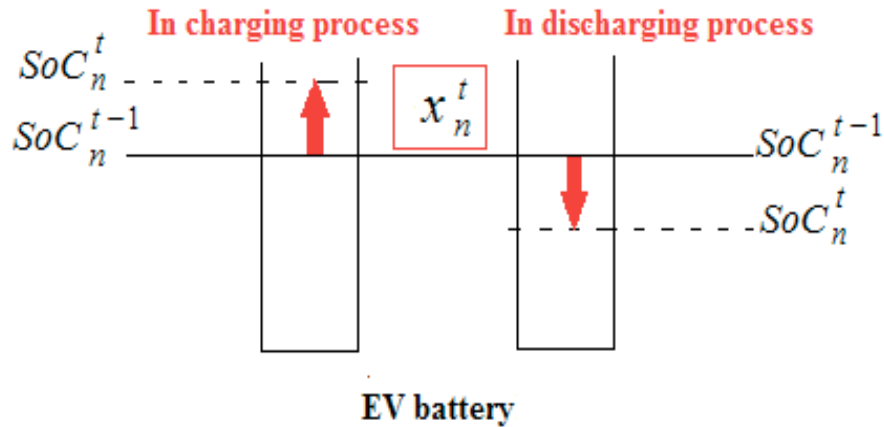 In charging process
In discharging process
SoC_n^t
x_n^t
SoC_n^{t-1}
SoC_n^{t-1}
SoC_n^t
EV battery